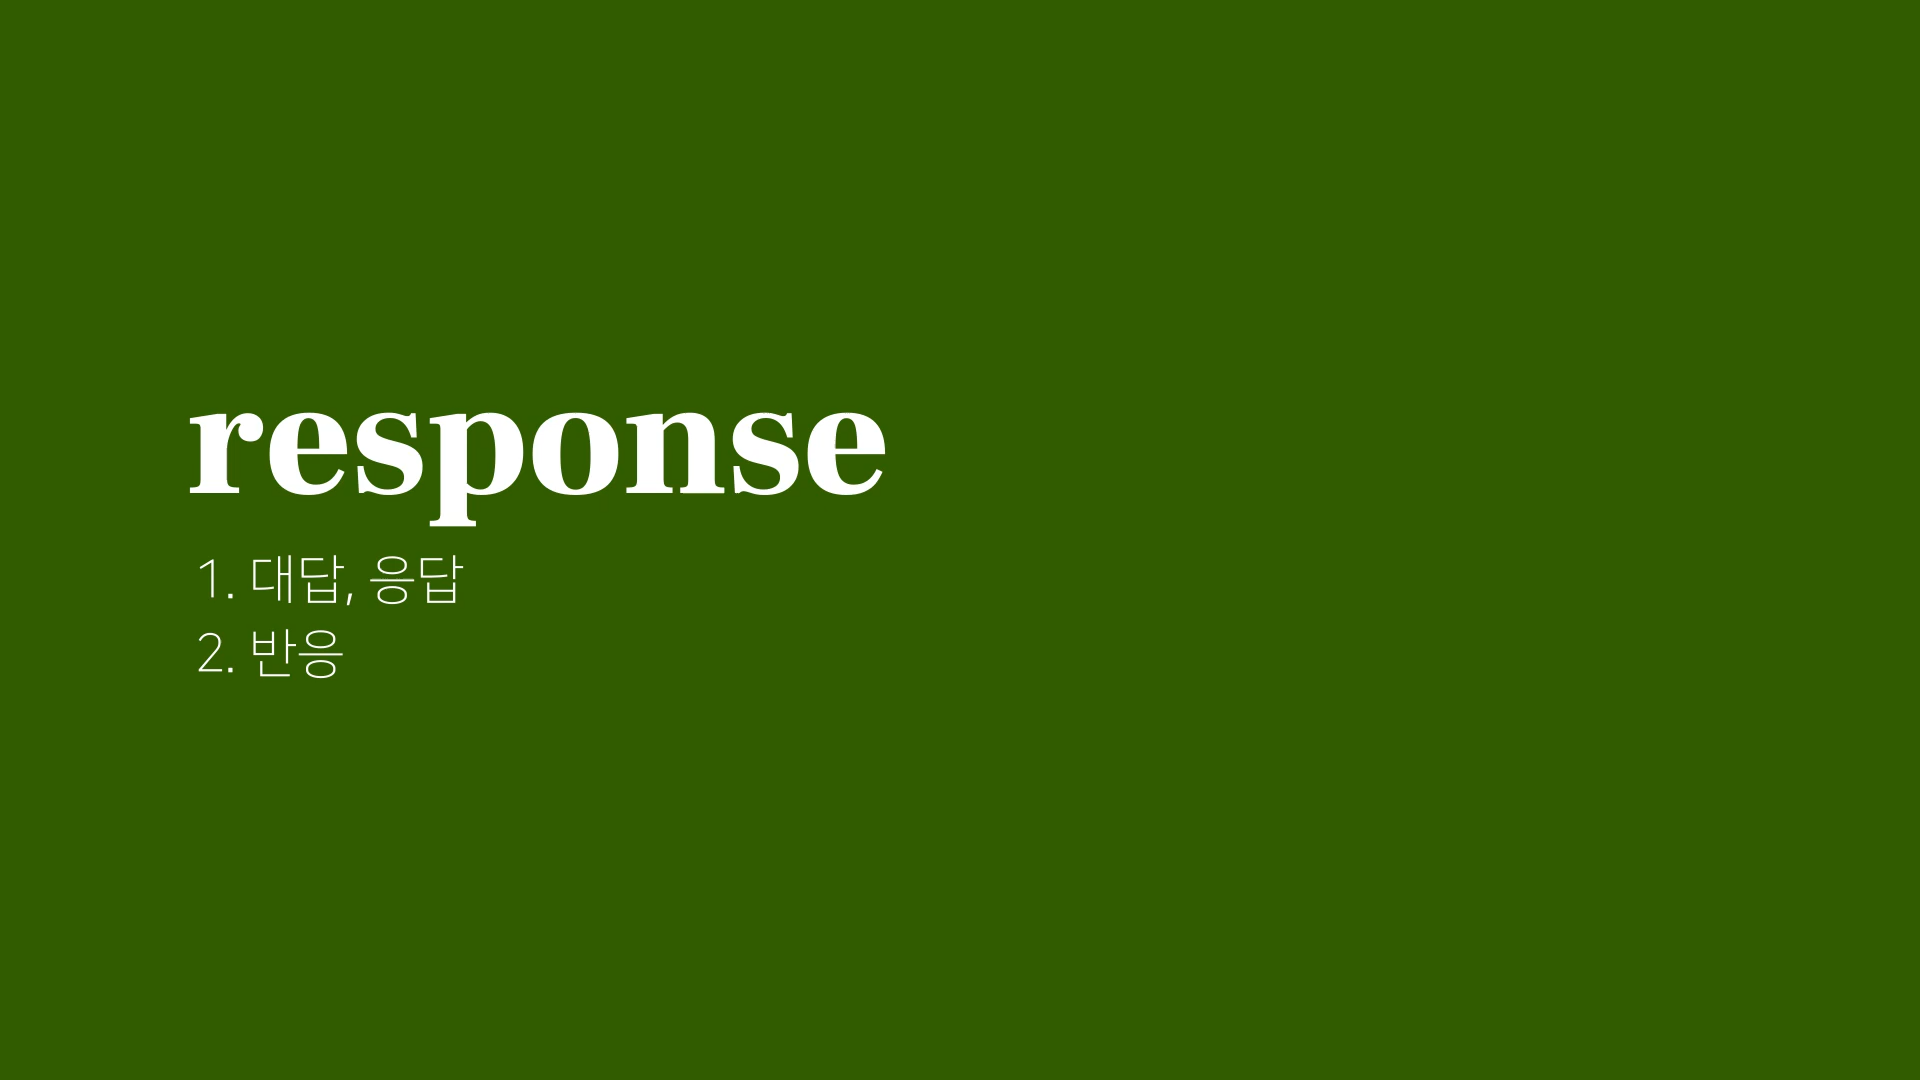 response
1. 대답, 응답
2. 반응